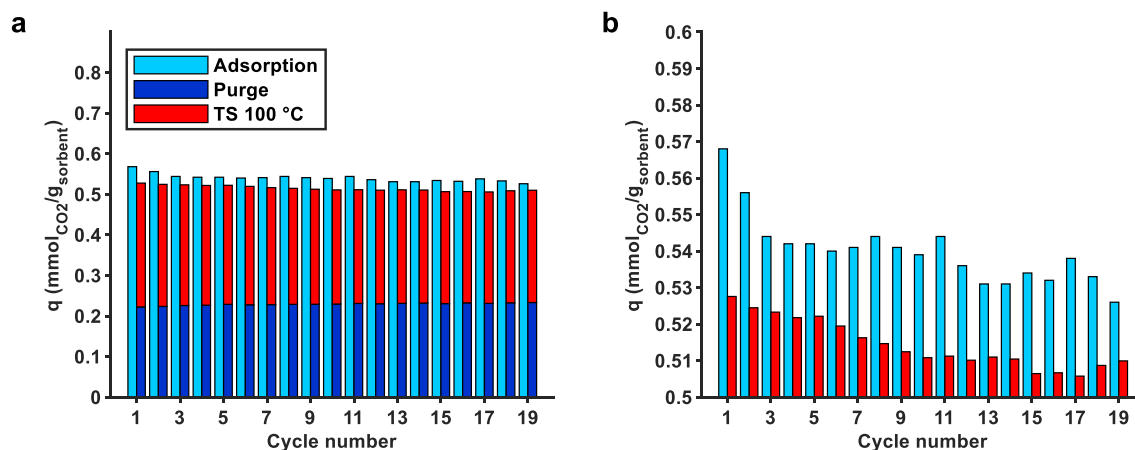 a
q (mmolCO2/gsorbent)
0.8
0.7
0.6
0.5
0.4
0.3
0.2
0.1
0
Adsorption
Purge
TS 100 °C
1 3 5 7 9 11 13 15 17 19
Cycle number
b
q (mmolCO2/gsorbent)
0.6
0.59
0.58
0.57
0.56
0.55
0.54
0.53
0.52
0.51
0.5
1 3 5 7 9 11 13 15 17 19
Cycle number